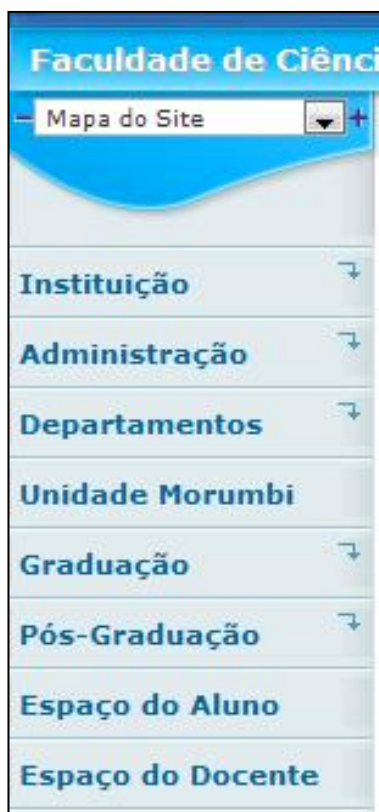 Faculdade de Ciênci
- Mapa do Site +
Instituição
Administração
Departamentos
Unidade Morumbi
Graduação
Pós-Graduação
Espaço do Aluno
Espaço do Docente